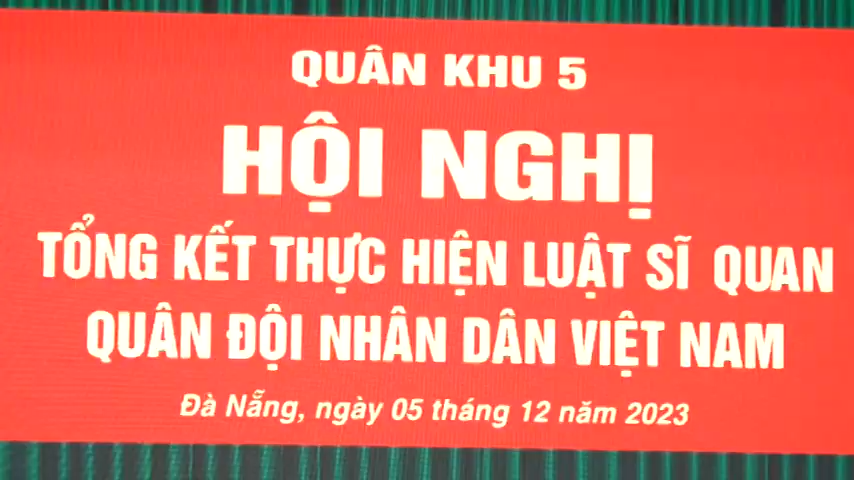 QUÂN KHU 5
HỘI NGHỊ
TỔNG KẾT THỰC HIỆN LUẬT SĨ QUAN
QUÂN ĐỘI NHÂN DÂN VIỆT NAM
Đà Nẵng, ngày 05 tháng 12 năm 2023